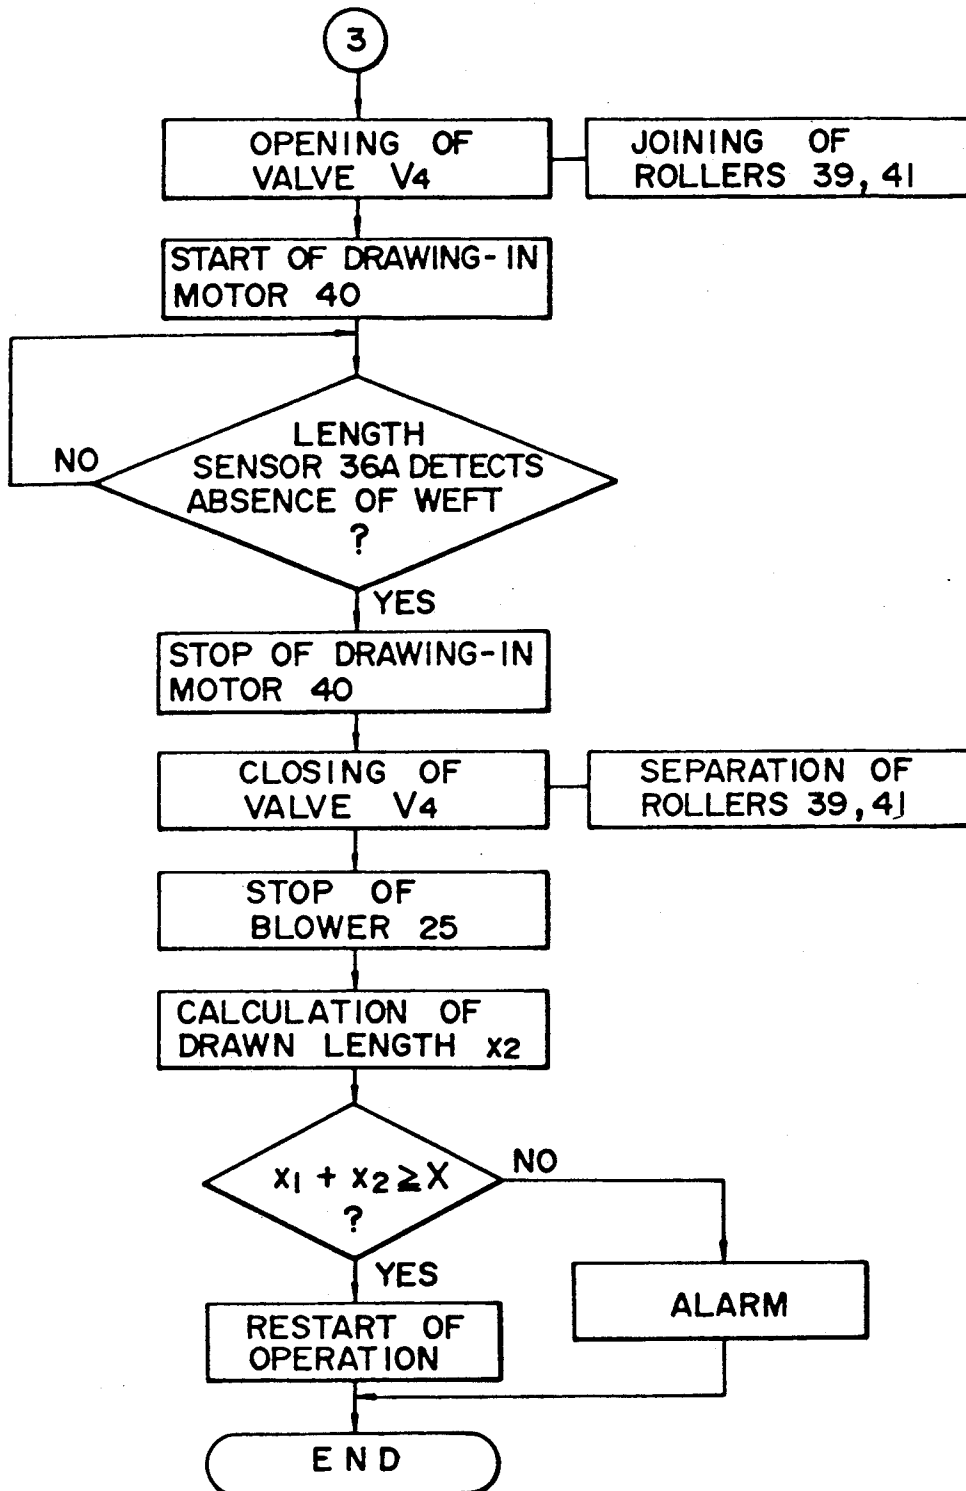 3
OPENING OF
VALVE V4
JOINING OF
ROLLERS 39, 41
START OF DRAWING-IN
MOTOR 40
LENGTH
SENSOR 36A DETECTS
ABSENCE OF WEFT
?
NO
YES
STOP OF DRAWING-IN
MOTOR 40
CLOSING OF
VALVE V4
SEPARATION OF
ROLLERS 39, 41
STOP OF
BLOWER 25
CALCULATION OF
DRAWN LENGTH x2
x1 + x2 ≧ X
?
NO
YES
ALARM
RESTART OF
OPERATION
END